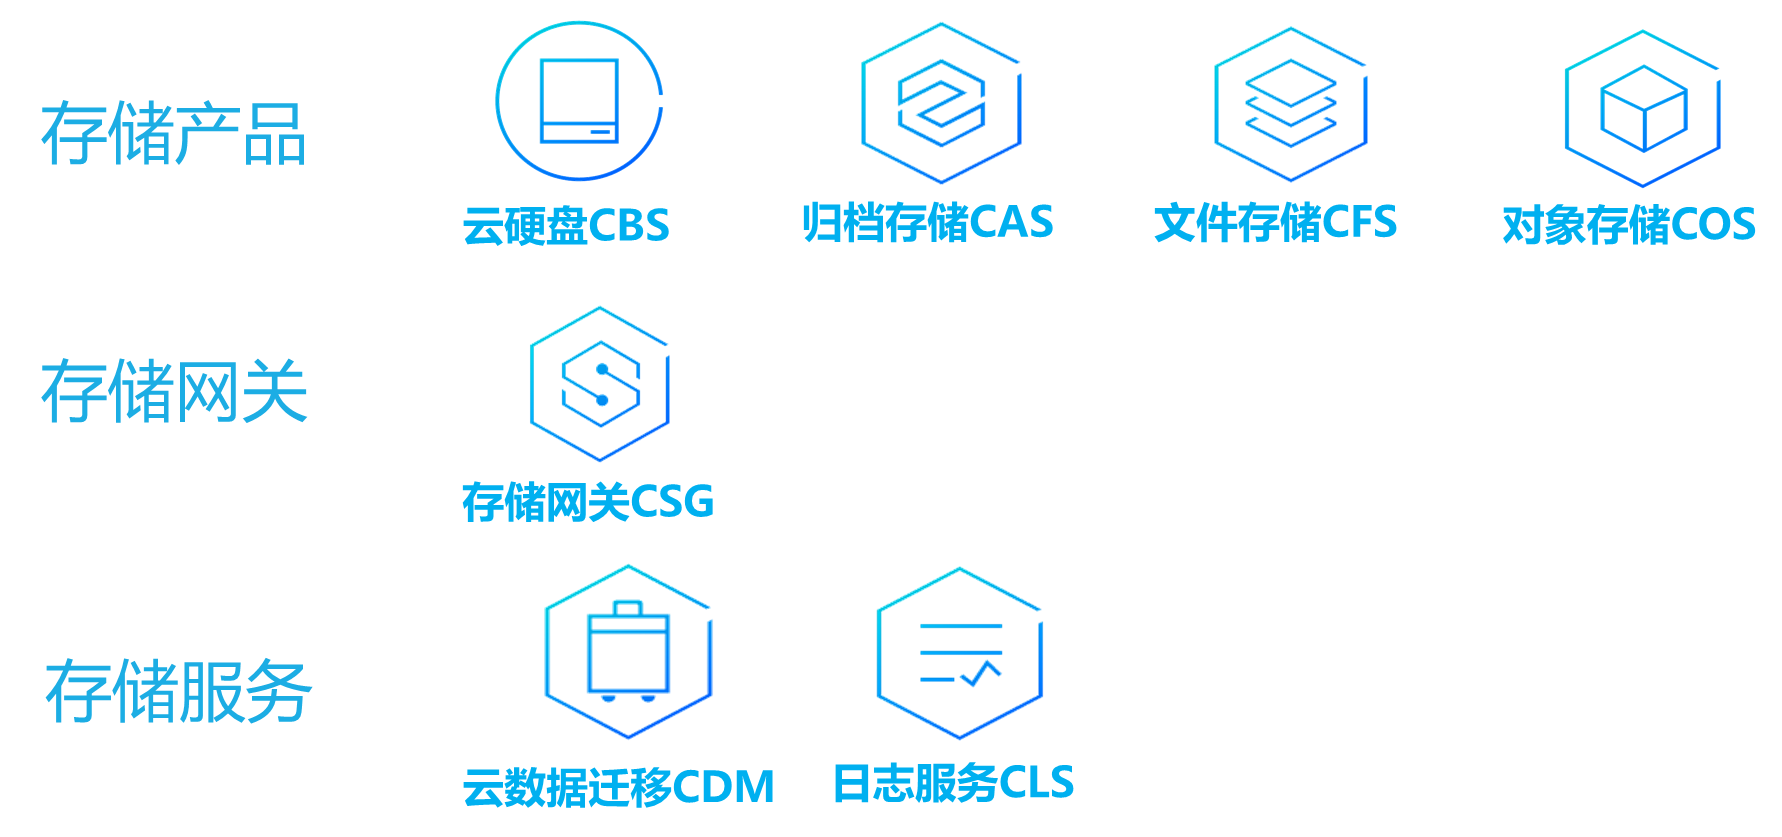 存储产品
云硬盘CBS
归档存储CAS
文件存储CFS
对象存储COS
存储网关
存储网关CSG
存储服务
云数据迁移CDM
日志服务CLS